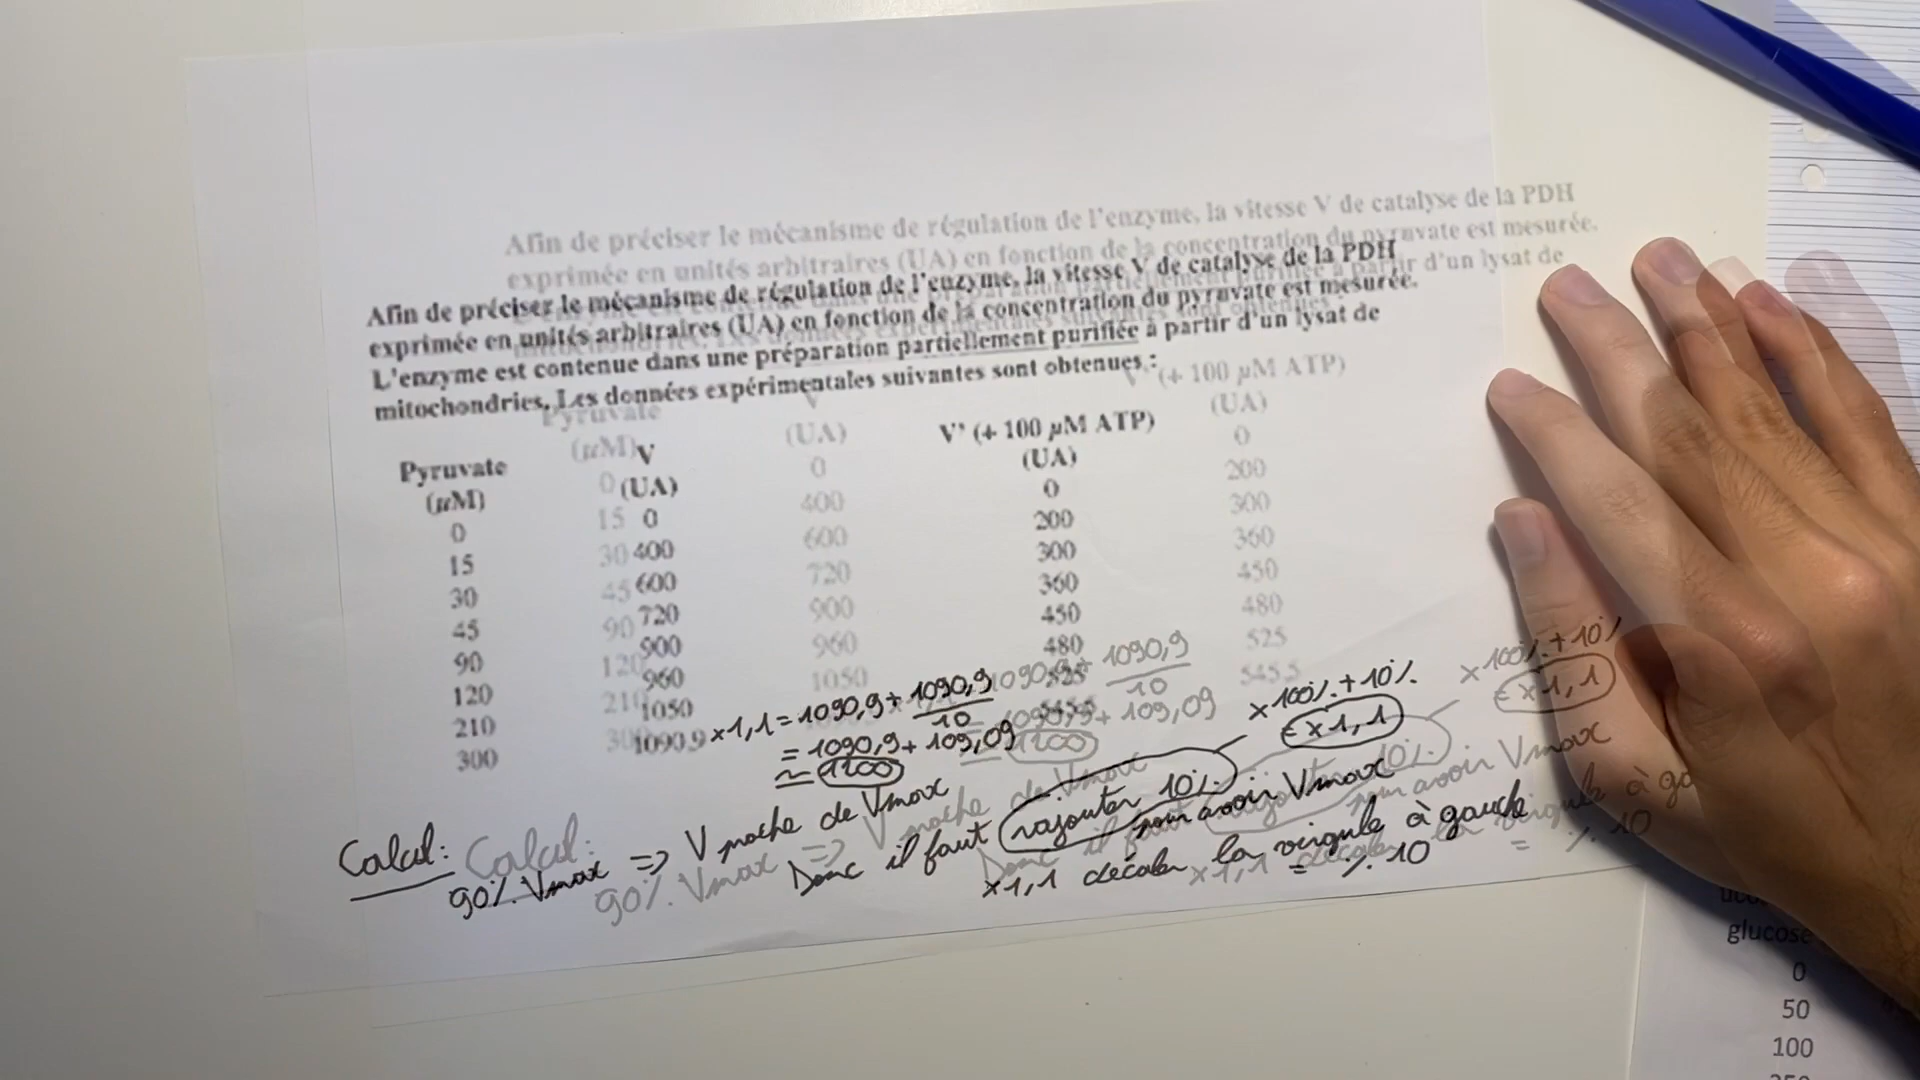 Afin de préciser le mécanisme de régulation de l'enzyme, la vitesse V de catalyse de la PDH
exprimée en unités arbitraires (UA) en fonction de la concentration du pyruvate est mesurée.
L'enzyme est contenue dans une préparation partiellement purifiée à partir d'un lysat de
mitochondries. Les données expérimentales suivantes sont obtenues :
Pyruvate V V' (+ 100 µM ATP)
(µM) (UA) (UA)
0 0 0
15 400 200
30 600 300
45 720 360
90 900 450
120 960 480
210 1050 525
300 1090.9 545.5
x1,1 = 1090,9 + 1090,9
10
= 1090,9 + 109,09
≈ 1200
x100% + 10%
x1,1
Calcul:
90% Vmax => V proche de Vmax
Donc il faut rajouter 10% pour avoir Vmax
x1,1 décaler la virgule à gauche
= % 10
glucose
0
50
100